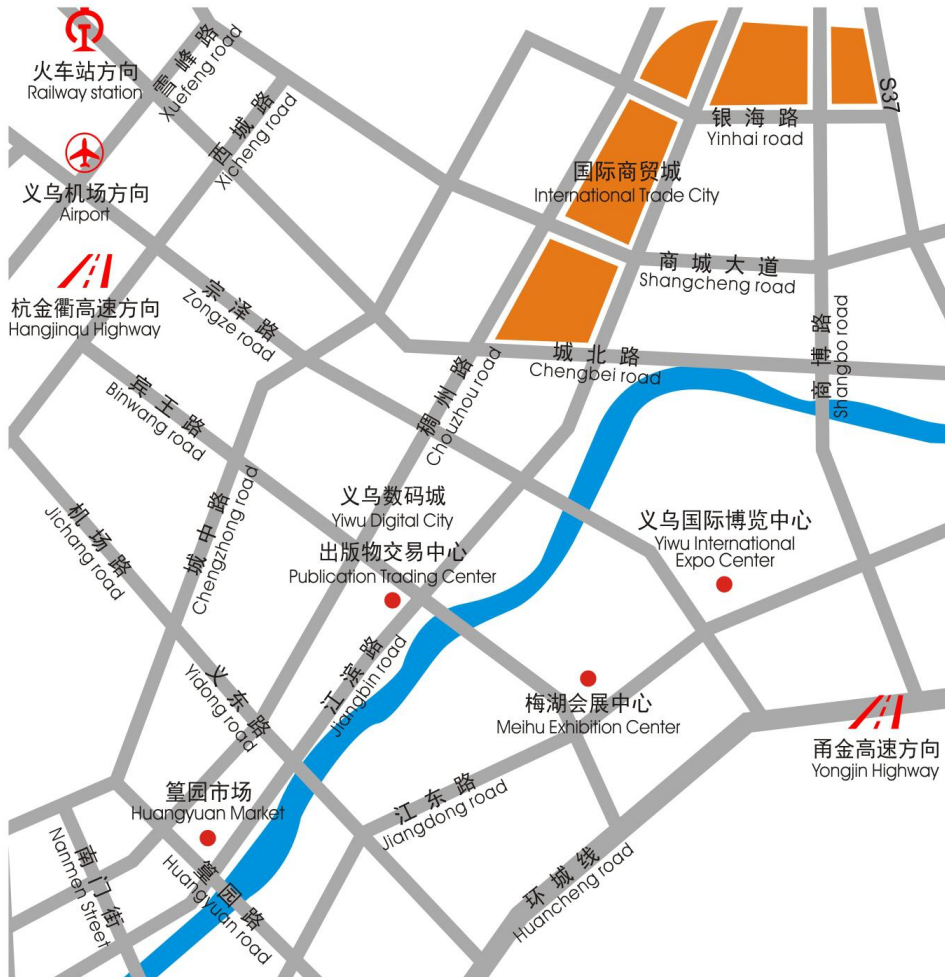 火车站方向
Railway station
雪峰路
Xuefeng road
西城路
Xicheng road
S37
银海路
Yinhai road
义乌机场方向
Airport
国际商贸城
International Trade City
商城大道
Shangcheng road
杭金衢高速方向
Hangjinqu Highway
宗泽路
Zongze road
商博路
Shangbo road
城北路
Chengbei road
稠州路
Chouzhou road
宾王路
Binwang road
机场路
Jichang road
城中路
Chengzhong road
义乌数码城
Yiwu Digital City
出版物交易中心
Publication Trading Center
义乌国际博览中心
Yiwu International
Expo Center
义东路
Yidong road
江滨路
Jiangbin road
梅湖会展中心
Meihu Exhibition Center
甬金高速方向
Yongjin Highway
篁园市场
Huangyuan Market
江东路
Jiangdong road
南门街
Nanmen Street
篁园路
Huangyuan road
环城线
Huancheng road